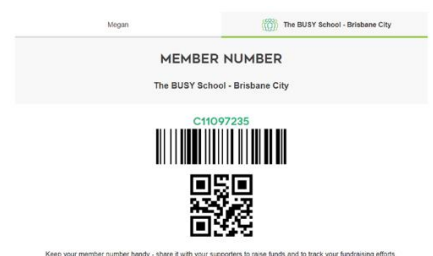 Megan
The BUSY School - Brisbane City
MEMBER NUMBER
The BUSY School - Brisbane City
C11097235
Keep your member number handy - share it with your supporters to raise funds and to track your fundraising efforts